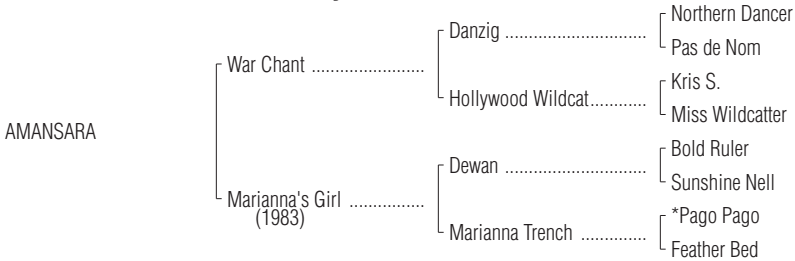 Northern Dancer
Danzig ..............................
Pas de Nom
War Chant ........................
Kris S.
Hollywood Wildcat............
Miss Wildcatter
AMANSARA
Bold Ruler
Dewan ..............................
Sunshine Nell
Marianna's Girl ................
(1983)
*Pago Pago
Marianna Trench ..............
Feather Bed